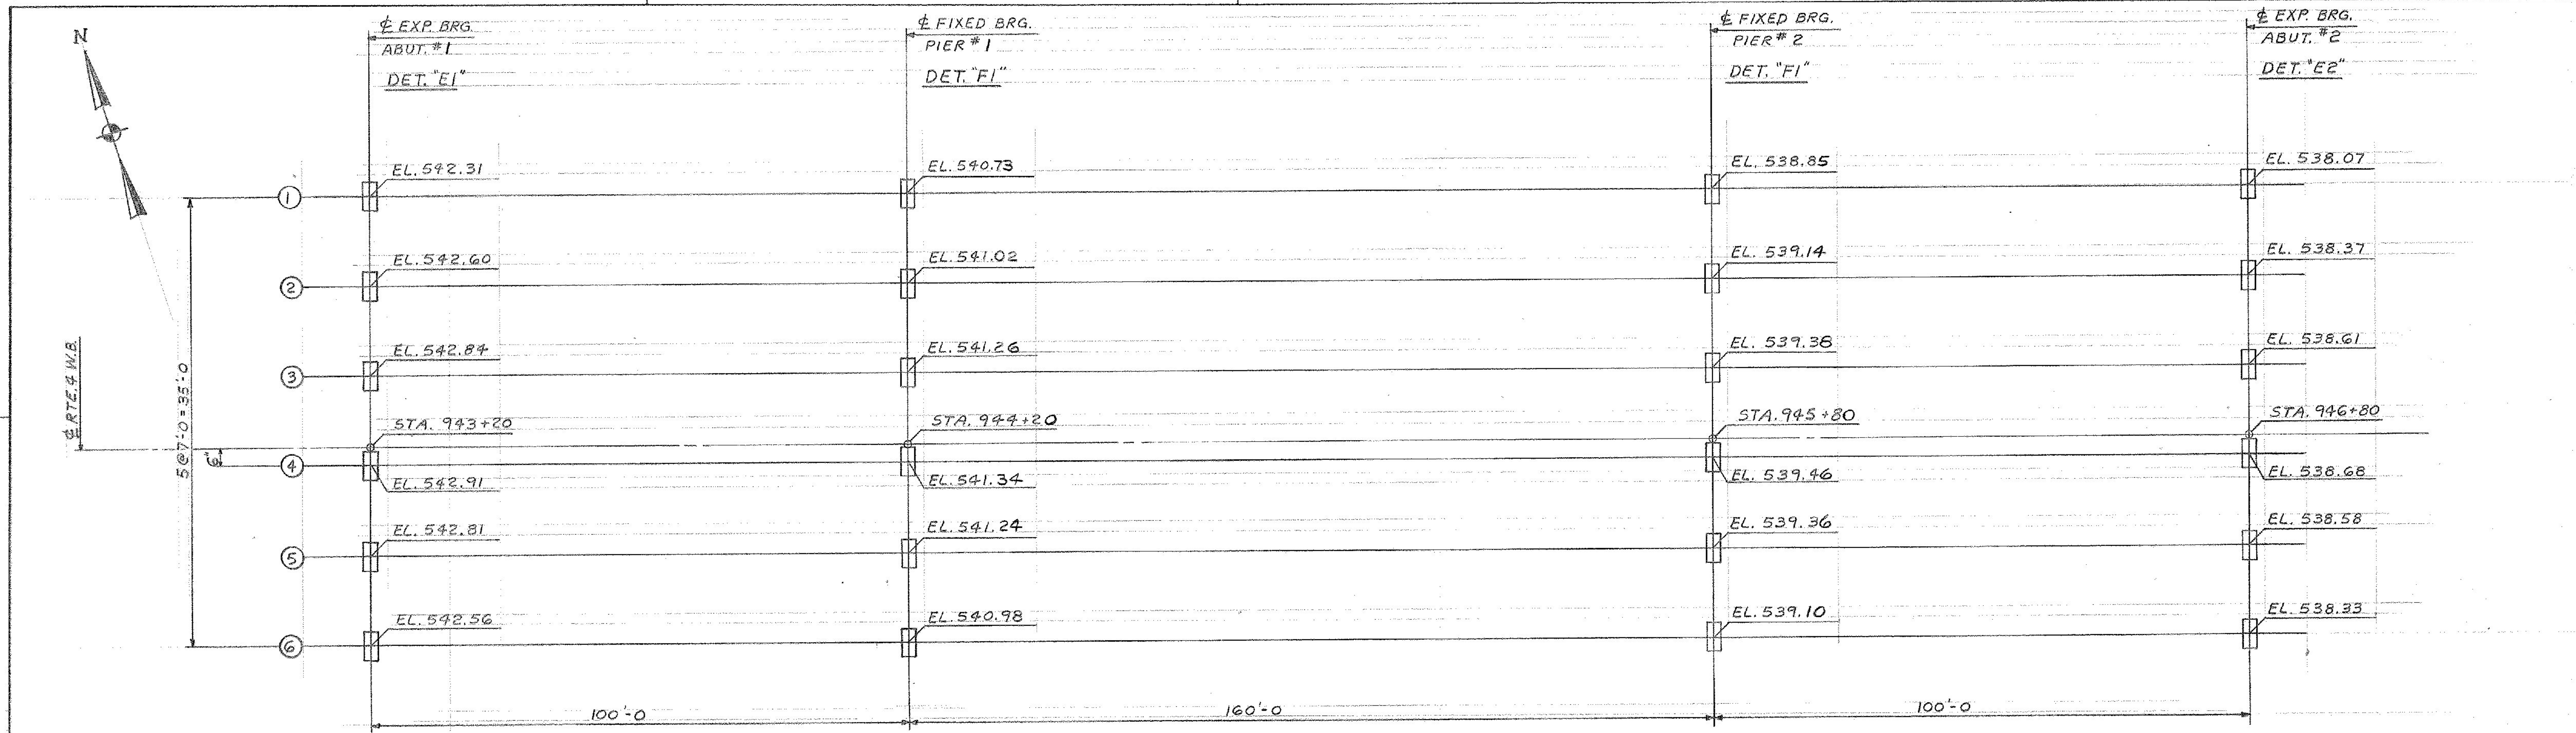 N
℄ EXP. BRG.
ABUT. #1
DET. "E1"
℄ FIXED BRG.
PIER #1
DET. "F1"
℄ FIXED BRG.
PIER #2
DET. "F1"
℄ EXP. BRG.
ABUT. #2
DET. "E2"
1
EL. 542.31
EL. 540.73
EL. 538.85
EL. 538.07
2
EL. 542.60
EL. 541.02
EL. 539.14
EL. 538.37
3
EL. 542.84
EL. 541.26
EL. 539.38
EL. 538.61
℄ RTE. 4 W.B.
5@7'-0=35'-0
6"
STA. 943+20
STA. 944+20
STA. 945+80
STA. 946+80
4
EL. 542.91
EL. 541.34
EL. 539.46
EL. 538.68
5
EL. 542.81
EL. 541.24
EL. 539.36
EL. 538.58
6
EL. 542.56
EL. 540.98
EL. 539.10
EL. 538.33
100'-0
160'-0
100'-0